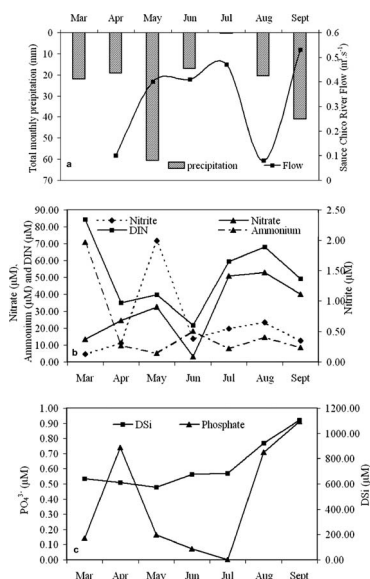 Mar Apr May Jun Jul Aug Sept
Total monthly prepitation (mm)
0
10
20
30
40
50
60
70
0.6
0.5
0.4
0.3
0.2
0.1
0
Sauce Chico River Flow (m³.s⁻¹)
a
precipitation Flow
Nitrate (µM),
Ammonium (µM) and DIN (µM)
90.00
80.00
70.00
60.00
50.00
40.00
30.00
20.00
10.00
0.00
Nitrite Nitrate
DIN Ammonium
2.50
2.00
1.50
1.00
0.50
0.00
Nitrite (µM)
b
Mar Apr May Jun Jul Aug Sept
PO₄³⁻ (µM)
1.00
0.90
0.80
0.70
0.60
0.50
0.40
0.30
0.20
0.10
0.00
DSi Phosphate
1200.00
1000.00
800.00
600.00
400.00
200.00
0.00
DSi (µM)
c
Mar Apr May Jun Jul Aug Sept